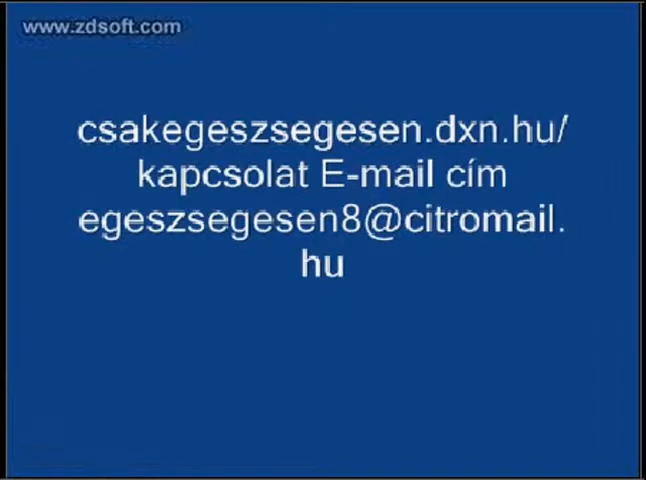 www.zdsoft.com
csakegeszsegesen.dxn.hu/
kapcsolat E-mail cím
egeszsegesen8@citromail.
hu